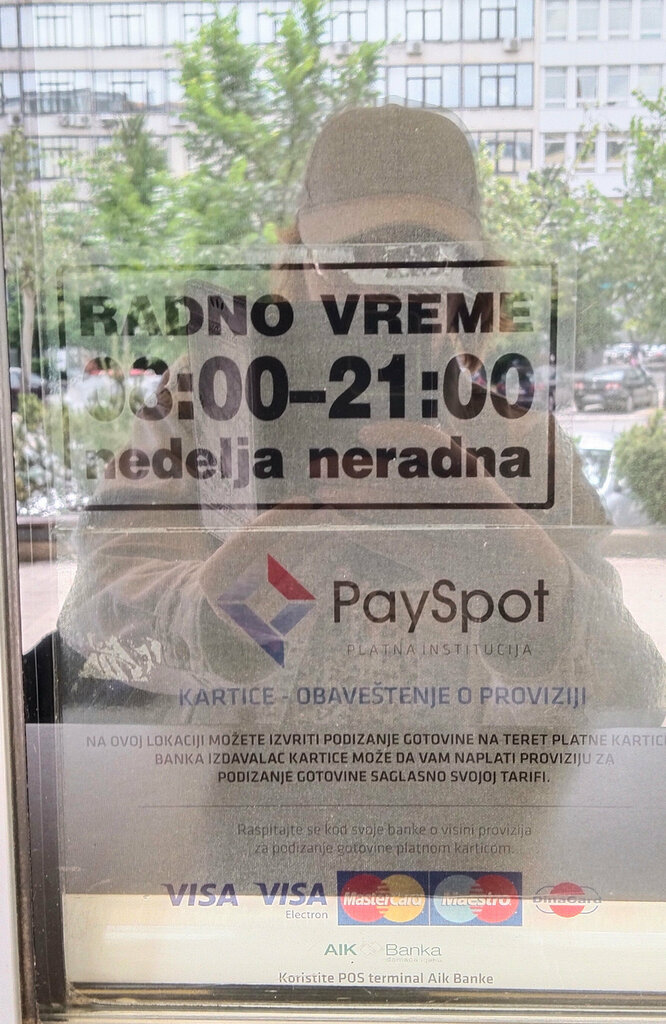 RADNO VREME
08:00-21:00
nedelja neradna
PaySpot
PLATNA INSTITUCIJA
KARTICE - OBAVEŠTENJE O PROVIZIJI
NA OVOJ LOKACIJI MOŽETE IZVRITI PODIZANJE GOTOVINE NA TERET PLATNE KARTICE
BANKA IZDAVALAC KARTICE MOŽE DA VAM NAPLATI PROVIZIJU ZA
PODIZANJE GOTOVINE SAGLASNO SVOJOJ TARIFI.
Raspitajte se kod svoje banke o visini provizija
za podizanje gotovine platnom karticom.
VISA VISA MasterCard Maestro DinaCard
Electron
AIK Banka
Koristite POS terminal Aik Banke